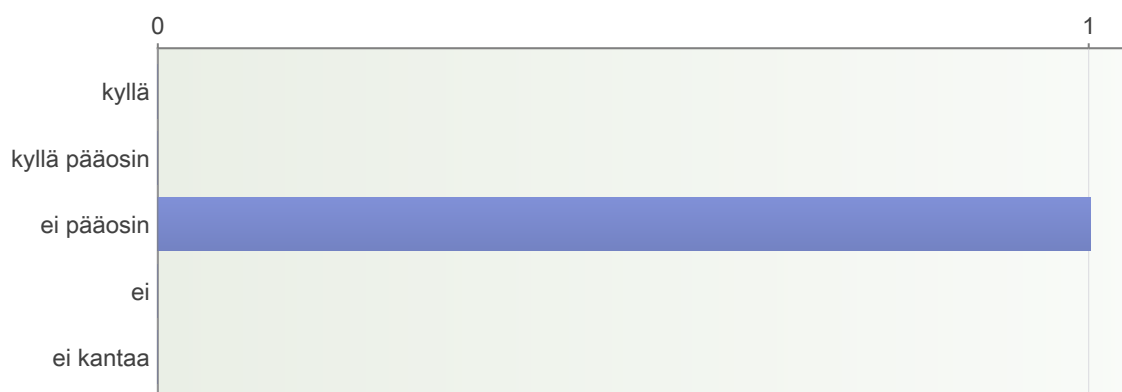 0 1
kyllä
kyllä pääosin
ei pääosin
ei
ei kantaa